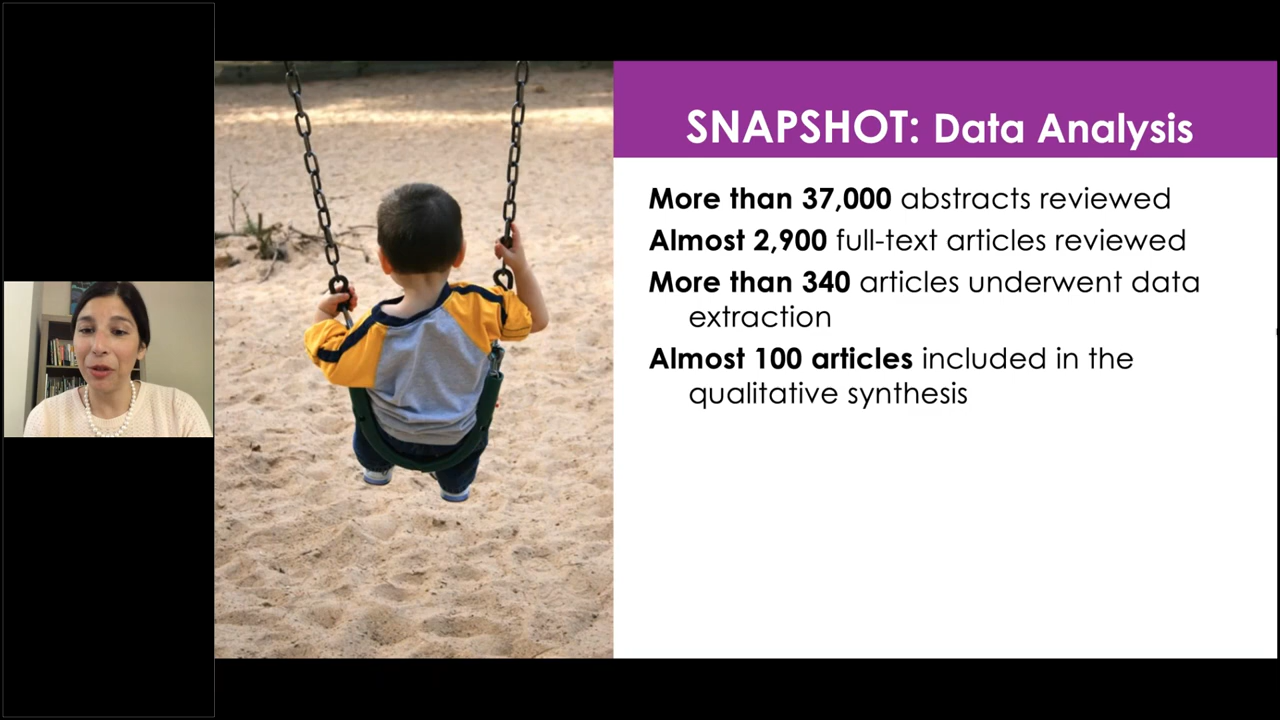 SNAPSHOT: Data Analysis
More than 37,000 abstracts reviewed
Almost 2,900 full-text articles reviewed
More than 340 articles underwent data
extraction
Almost 100 articles included in the
qualitative synthesis